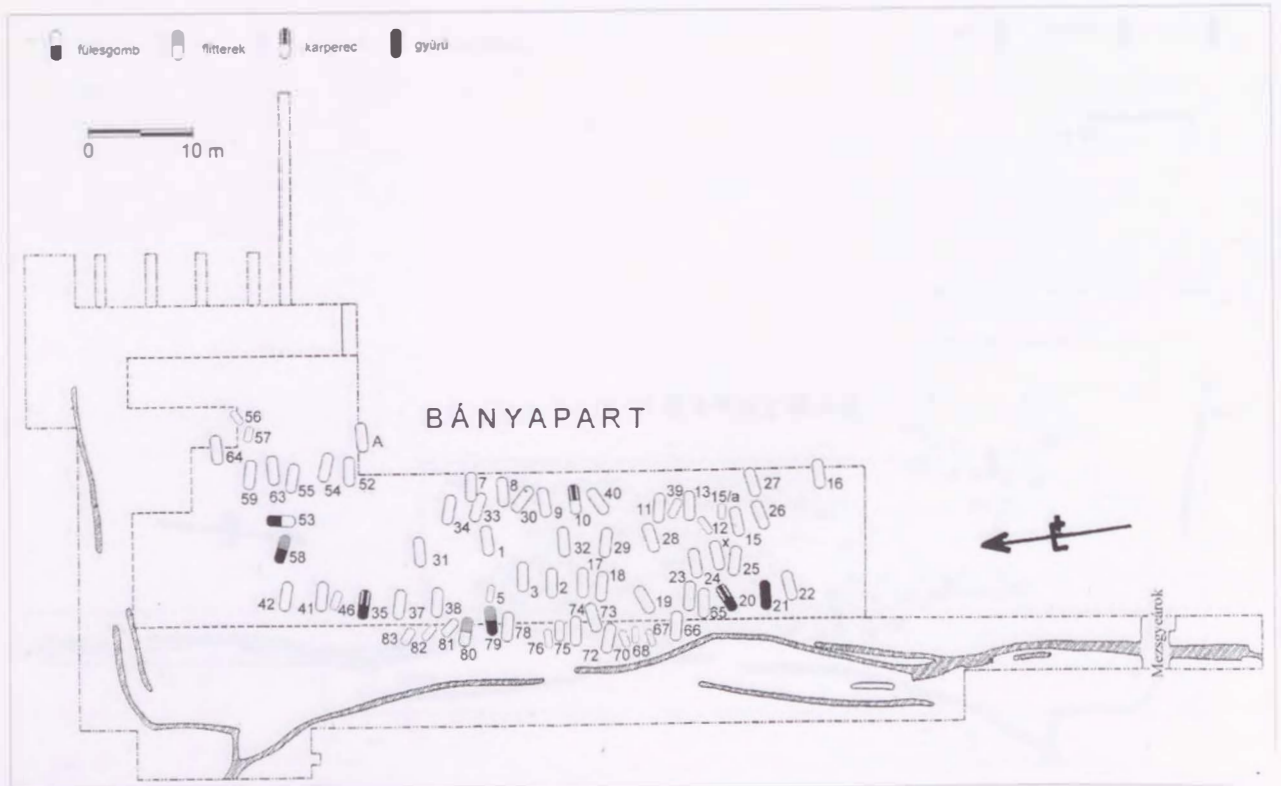 fülesgomb flitterek karperec gyűrű
0 10 m
BÁNYAPART
É
Mezsgyeárok
56
57
64
A
59 63 55 54 52
53
58
42 41 46 35 37 38
34 33 7 8 30 9 10 40
31 1 32 29
3 2 17 18
5
11 39 13 15/a 27 16
28 12 15 26
x
23 24 25
19 65 20 21 22
83 82 81 80 79 78
76 75 74 73 72 70 68 67 66